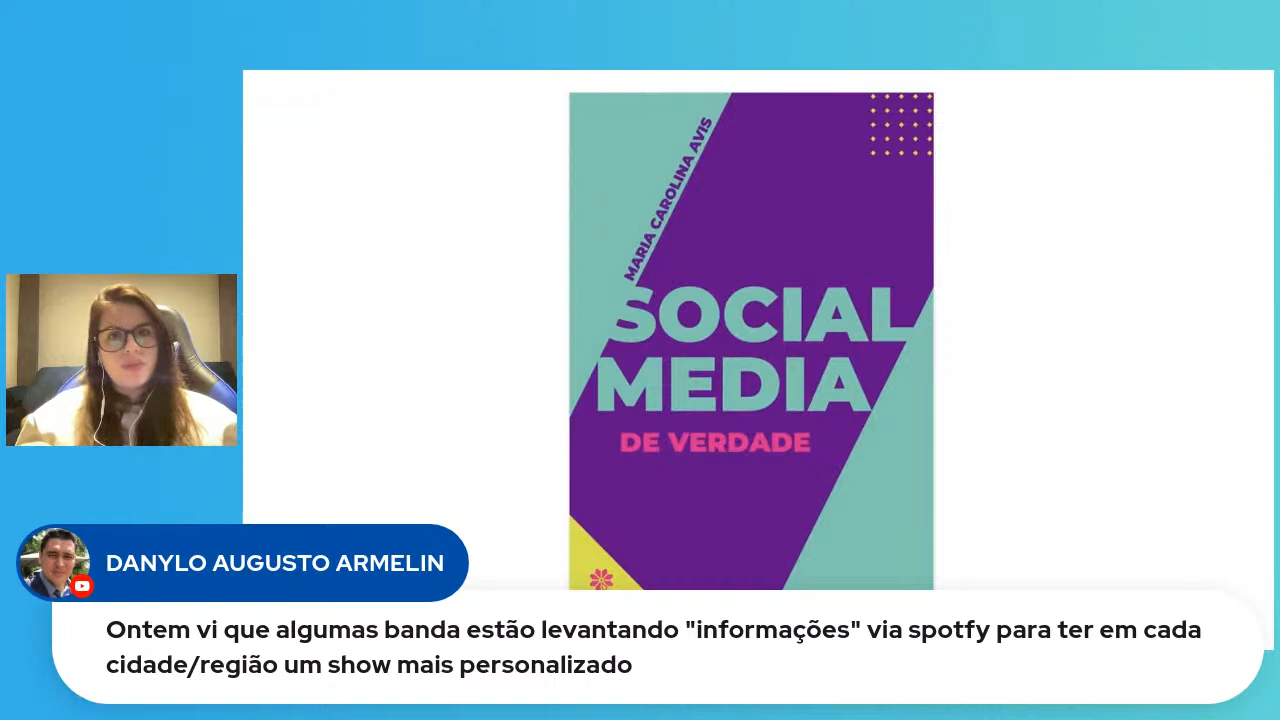 MARIA CAROLINA AVIS
SOCIAL
MEDIA
DE VERDADE
DANYLO AUGUSTO ARMELIN
Ontem vi que algumas banda estão levantando "informações" via spotfy para ter em cada
cidade/região um show mais personalizado